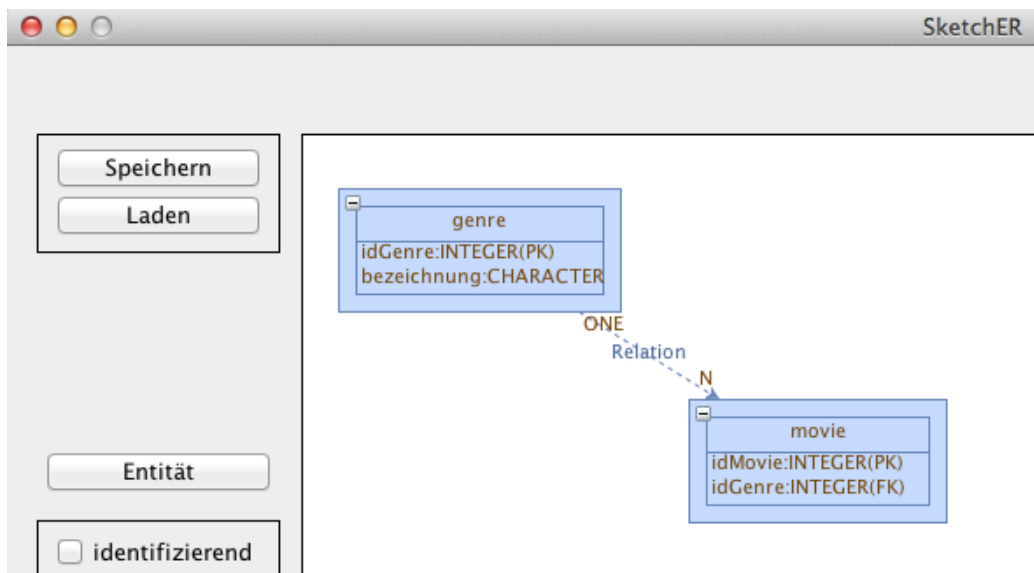 SketchER
Speichern
Laden
Entität
identifizierend
genre
idGenre:INTEGER(PK)
bezeichnung:CHARACTER
ONE
Relation
N
movie
idMovie:INTEGER(PK)
idGenre:INTEGER(FK)